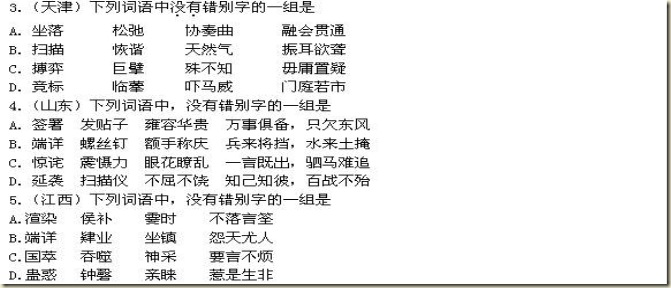 3.（天津）下列词语中没有错别字的一组是
A. 坐落 松弛 协奏曲 融会贯通
B. 扫描 恢谐 天然气 振耳欲聋
C. 搏弈 巨擘 殊不知 毋庸置疑
D. 竞标 临摹 吓马威 门庭若市
4.（山东）下列词语中，没有错别字的一组是
A. 签署 发贴子 雍容华贵 万事俱备，只欠东风
B. 端详 螺丝钉 额手称庆 兵来将挡，水来土掩
C. 惊诧 震慑力 眼花瞭乱 一言既出，驷马难追
D. 延袭 扫描仪 不屈不饶 知己知彼，百战不殆
5.（江西）下列词语中，没有错别字的一组是
A.渲染 侯补 霎时 不落言筌
B.端详 肄业 坐镇 怨天尤人
C.国萃 吞噬 神采 要言不烦
D.蛊惑 钟磬 亲睐 惹是生非